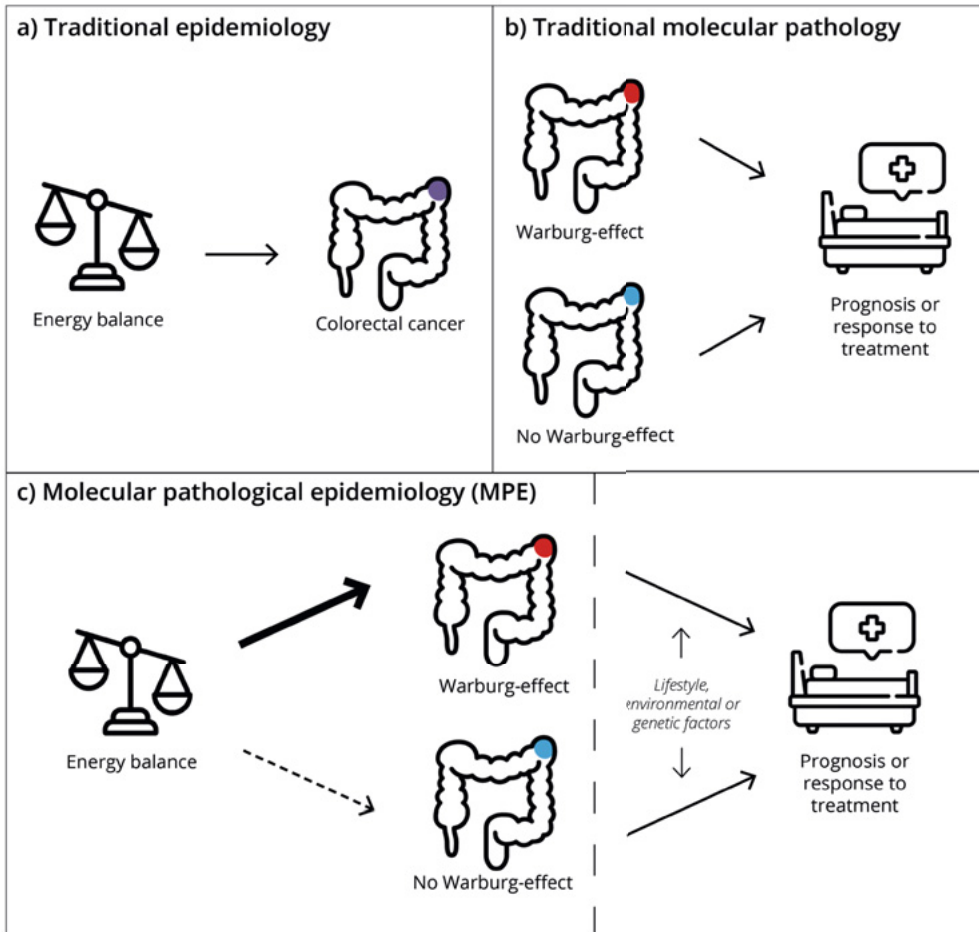 a) Traditional epidemiology
Energy balance
Colorectal cancer
b) Traditional molecular pathology
Warburg-effect
No Warburg-effect
Prognosis or
response to
treatment
c) Molecular pathological epidemiology (MPE)
Energy balance
Warburg-effect
No Warburg-effect
Lifestyle,
environmental or
genetic factors
Prognosis or
response to
treatment